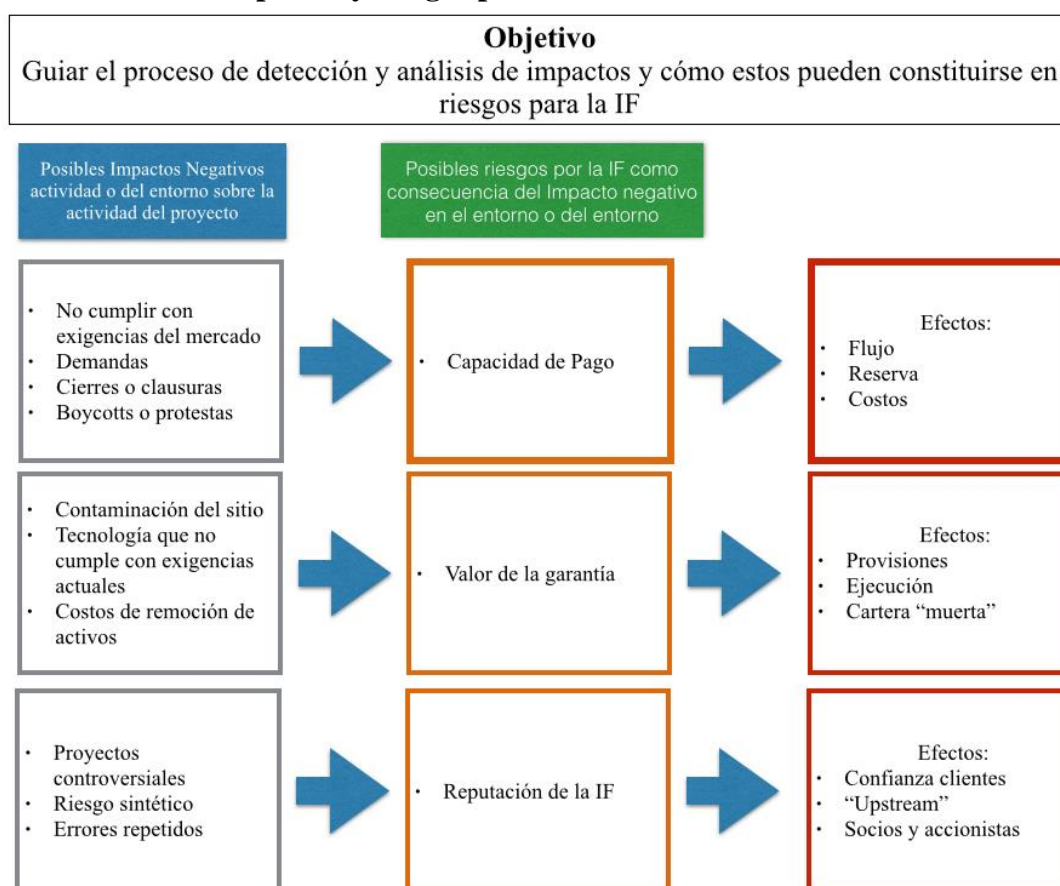 Objetivo
Guiar el proceso de detección y análisis de impactos y cómo estos pueden constituirse en
riesgos para la IF
Posibles Impactos Negativos
actividad o del entorno sobre la
actividad del proyecto
Posibles riesgos por la IF como
consecuencia del Impacto negativo
en el entorno o del entorno
• No cumplir con
exigencias del mercado
• Demandas
• Cierres o clausuras
• Boycotts o protestas
• Capacidad de Pago
Efectos:
• Flujo
• Reserva
• Costos
• Contaminación del sitio
• Tecnología que no
cumple con exigencias
actuales
• Costos de remoción de
activos
• Valor de la garantía
Efectos:
• Provisiones
• Ejecución
• Cartera “muerta”
• Proyectos
controversiales
• Riesgo sintético
• Errores repetidos
• Reputación de la IF
Efectos:
• Confianza clientes
• “Upstream”
• Socios y accionistas